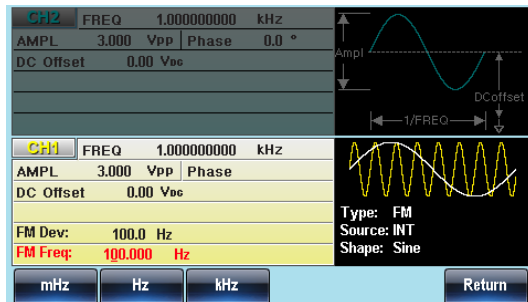 CH2 FREQ 1.000000000 kHz
AMPL 3.000 VPP Phase 0.0 °
DC Offset 0.00 VDC
Ampl
DCoffset
1/FREQ
CH1 FREQ 1.000000000 kHz
AMPL 3.000 VPP Phase
DC Offset 0.00 VDC
FM Dev: 100.0 Hz
FM Freq: 100.000 Hz
Type: FM
Source: INT
Shape: Sine
mHz Hz kHz Return